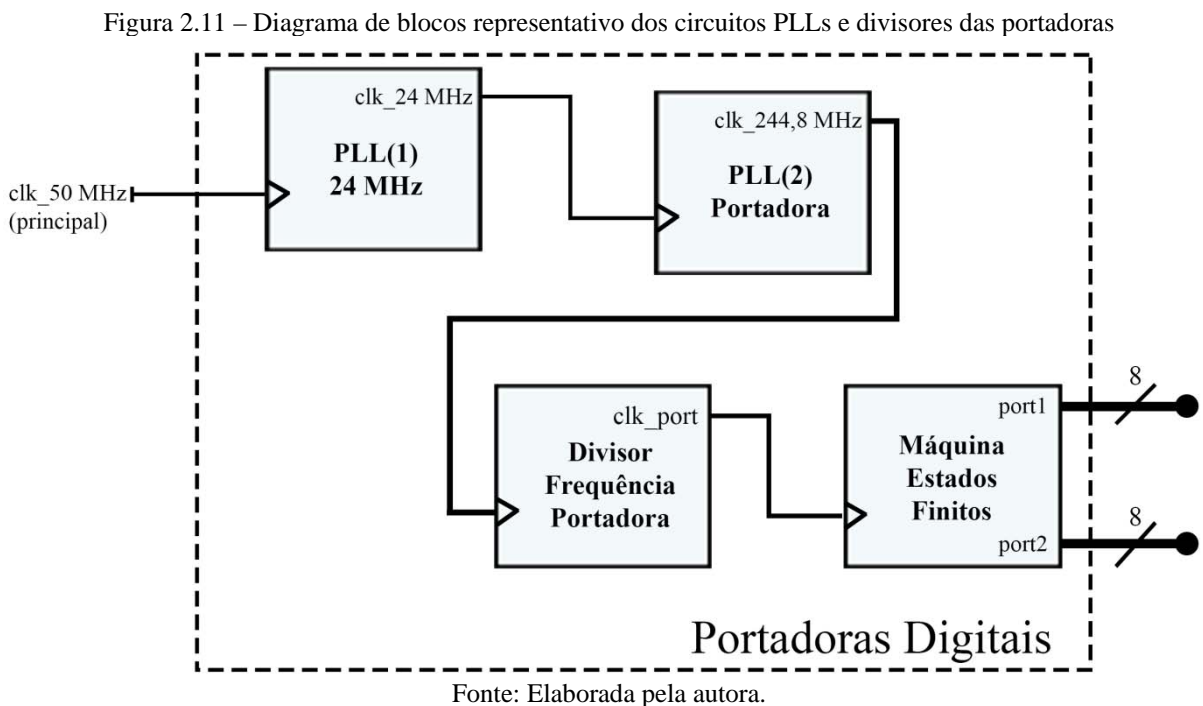 Figura 2.11 – Diagrama de blocos representativo dos circuitos PLLs e divisores das portadoras
clk_50 MHz
(principal)
clk_24 MHz
PLL(1)
24 MHz
clk_244,8 MHz
PLL(2)
Portadora
clk_port
Divisor
Frequência
Portadora
port1
Máquina
Estados
Finitos
port2
8
8
Portadoras Digitais
Fonte: Elaborada pela autora.